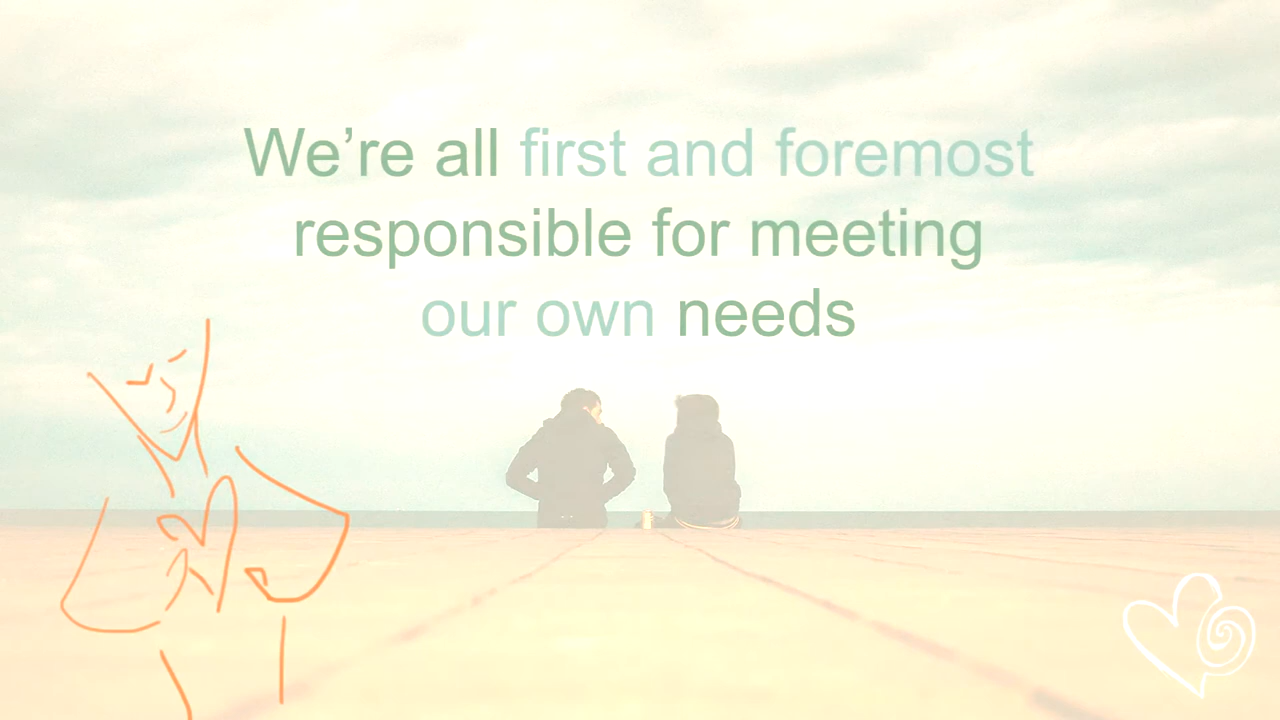 We’re all first and foremost
responsible for meeting
our own needs